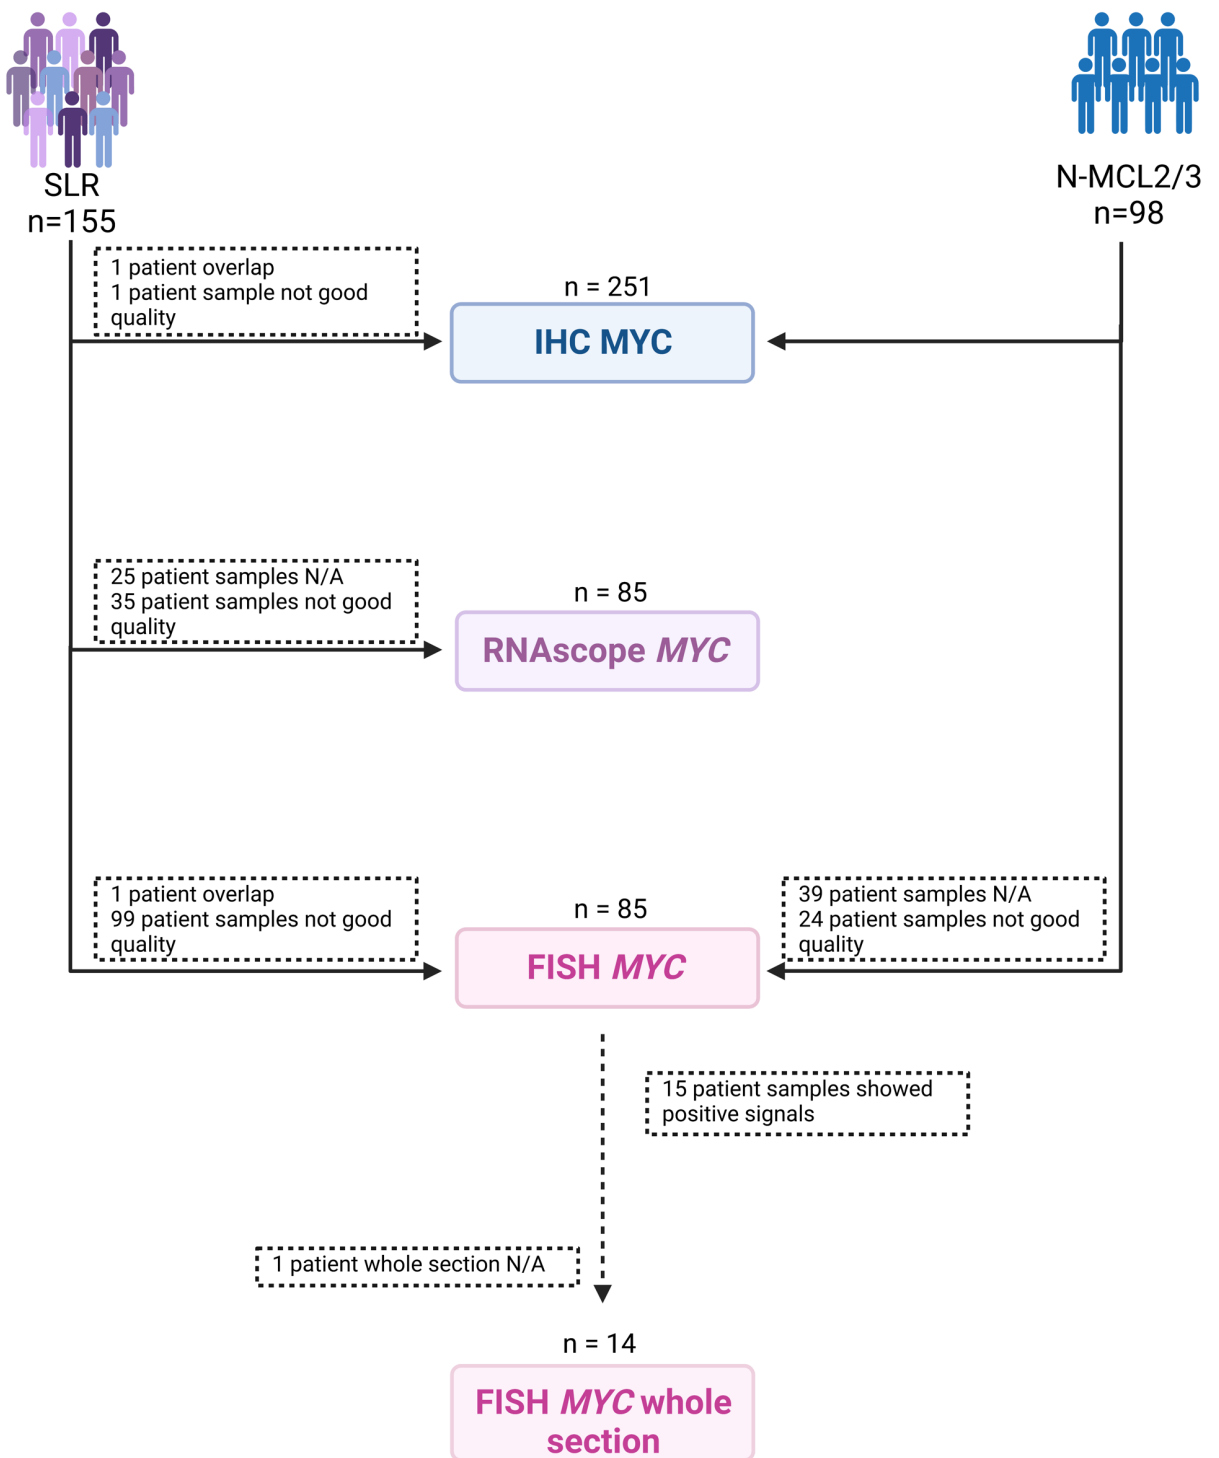 SLR
n=155
N-MCL2/3
n=98
1 patient overlap
1 patient sample not good
quality
n = 251
IHC MYC
25 patient samples N/A
35 patient samples not good
quality
n = 85
RNAscope MYC
1 patient overlap
99 patient samples not good
quality
n = 85
FISH MYC
39 patient samples N/A
24 patient samples not good
quality
15 patient samples showed
positive signals
1 patient whole section N/A
n = 14
FISH MYC whole
section